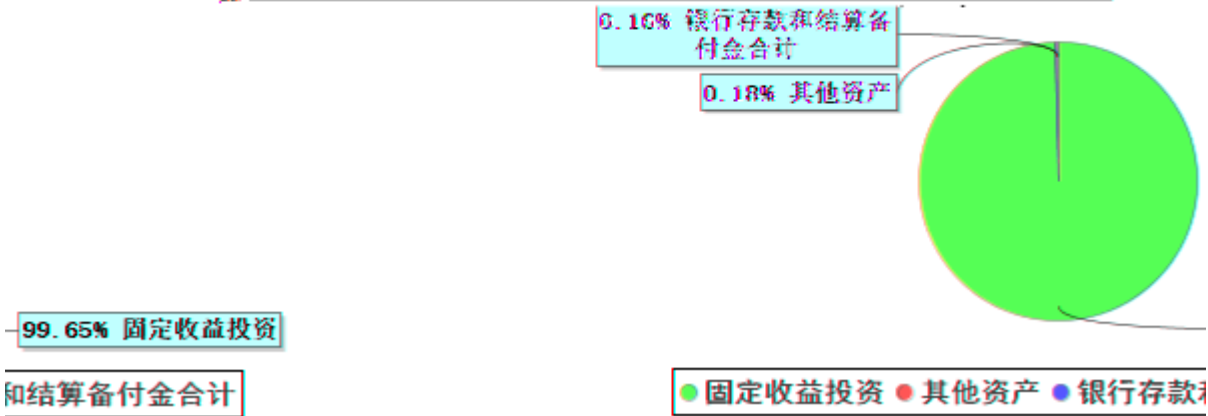 0.16% 银行存款和结算备
付金合计
0.18% 其他资产
99.65% 固定收益投资
和结算备付金合计
固定收益投资 其他资产 银行存款和